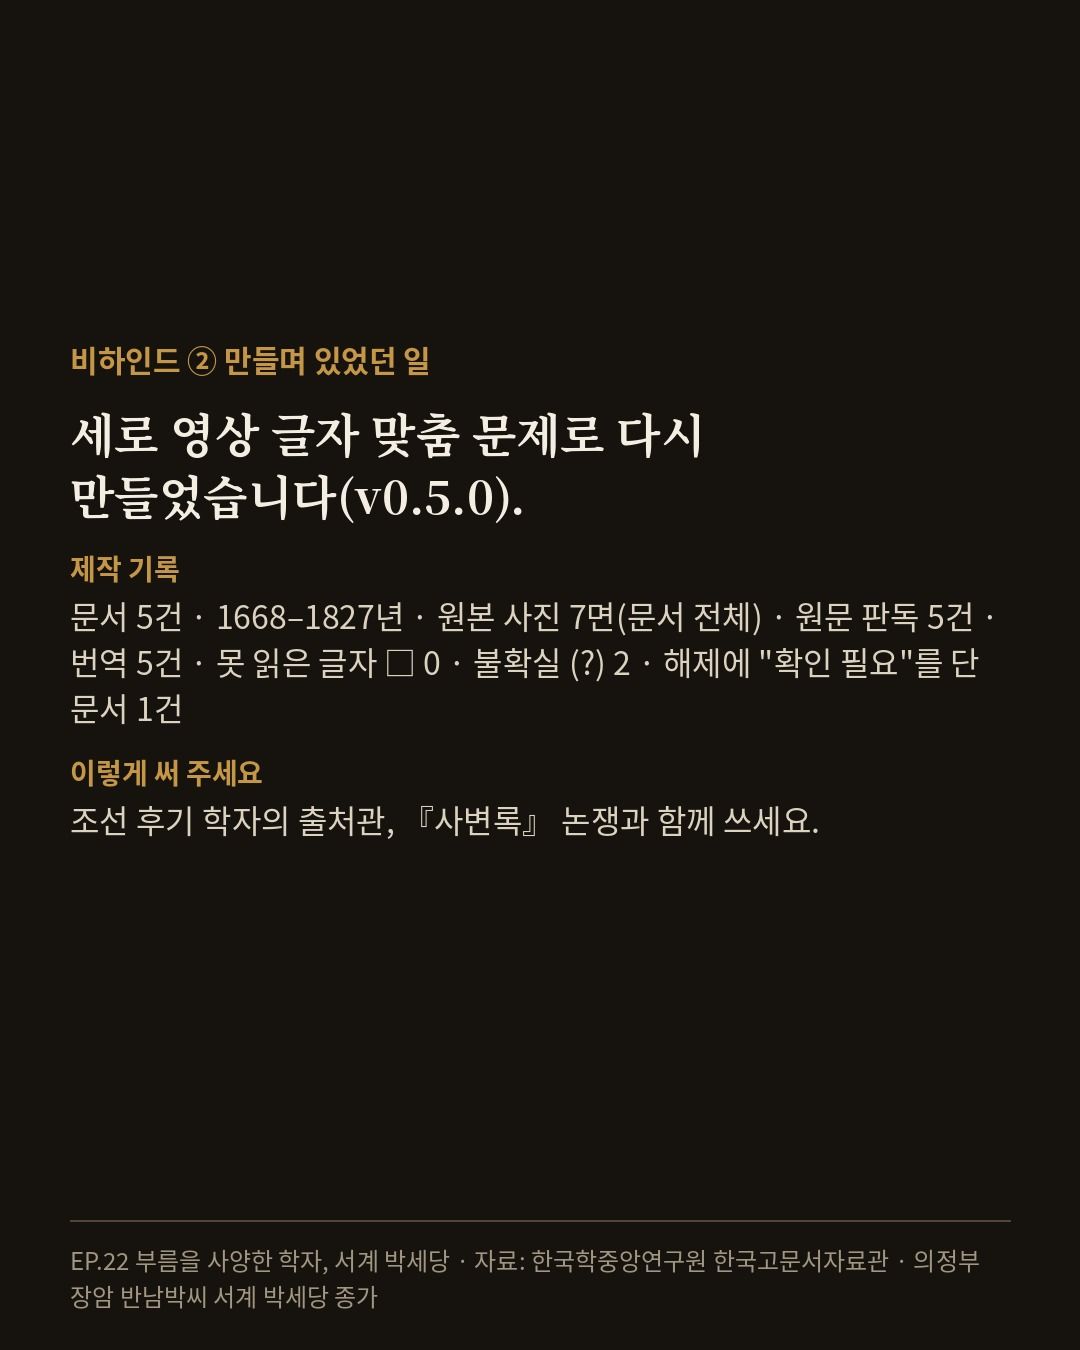 비하인드 ② 만들며 있었던 일
세로 영상 글자 맞춤 문제로 다시
만들었습니다(v0.5.0).
제작 기록
문서 5건 · 1668–1827년 · 원본 사진 7면(문서 전체) · 원문 판독 5건 ·
번역 5건 · 못 읽은 글자 □ 0 · 불확실 (?) 2 · 해제에 "확인 필요"를 단
문서 1건
이렇게 써 주세요
조선 후기 학자의 출처관, 『사변록』 논쟁과 함께 쓰세요.
EP.22 부름을 사양한 학자, 서계 박세당 · 자료: 한국학중앙연구원 한국고문서자료관 · 의정부
장암 반남박씨 서계 박세당 종가